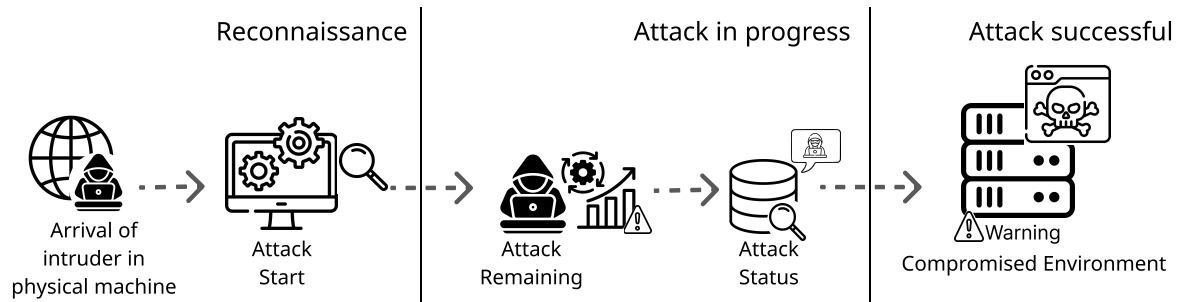 Reconnaissance
Attack in progress
Attack successful
Arrival of
intruder in
physical machine
Attack
Start
Attack
Remaining
Attack
Status
Warning
Compromised Environment